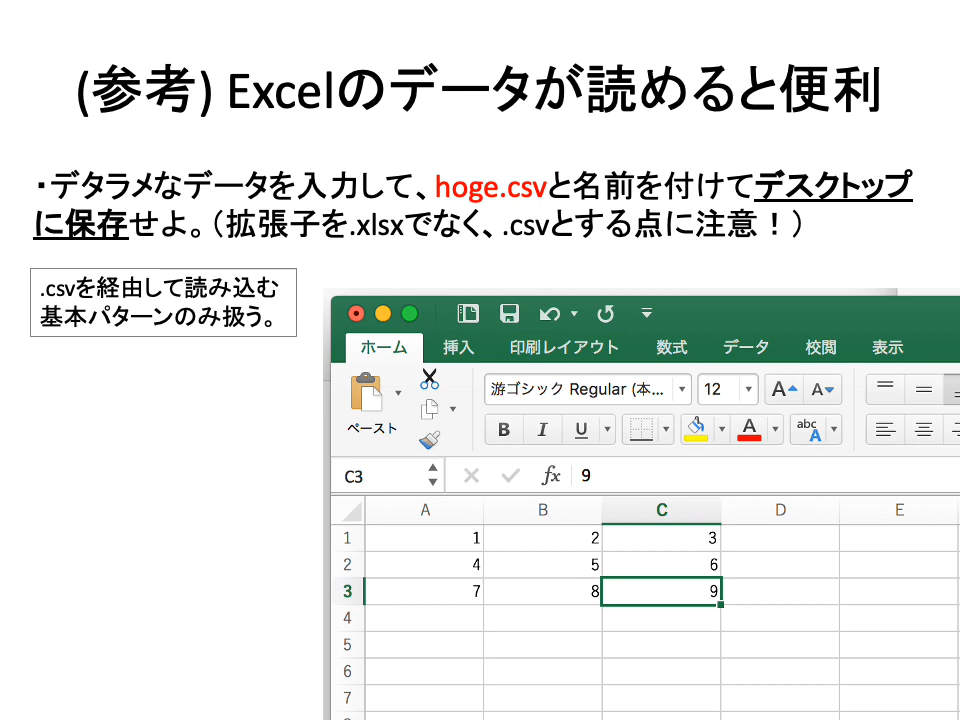 (参考) Excelのデータが読めると便利
・デタラメなデータを入力して、hoge.csvと名前を付けてデスクトップ
に保存せよ。（拡張子を.xlsxでなく、.csvとする点に注意！）
.csvを経由して読み込む
基本パターンのみ扱う。
ホーム 挿入 印刷レイアウト 数式 データ 校閲 表示
ペースト
游ゴシック Regular (本... 12 A A
B I U A abc A
C3 fx 9
A B C D E
1 1 2 3
2 4 5 6
3 7 8 9
4
5
6
7